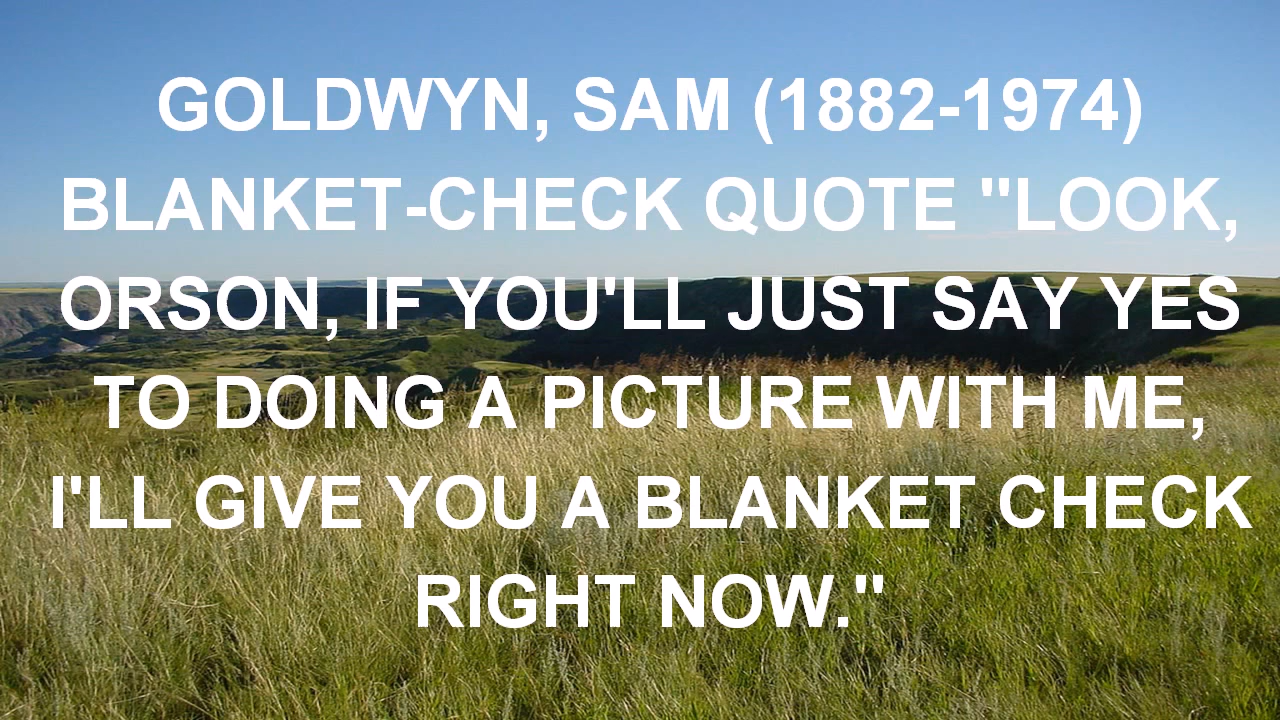 GOLDWYN, SAM (1882-1974)
BLANKET-CHECK QUOTE "LOOK,
ORSON, IF YOU'LL JUST SAY YES
TO DOING A PICTURE WITH ME,
I'LL GIVE YOU A BLANKET CHECK
RIGHT NOW."